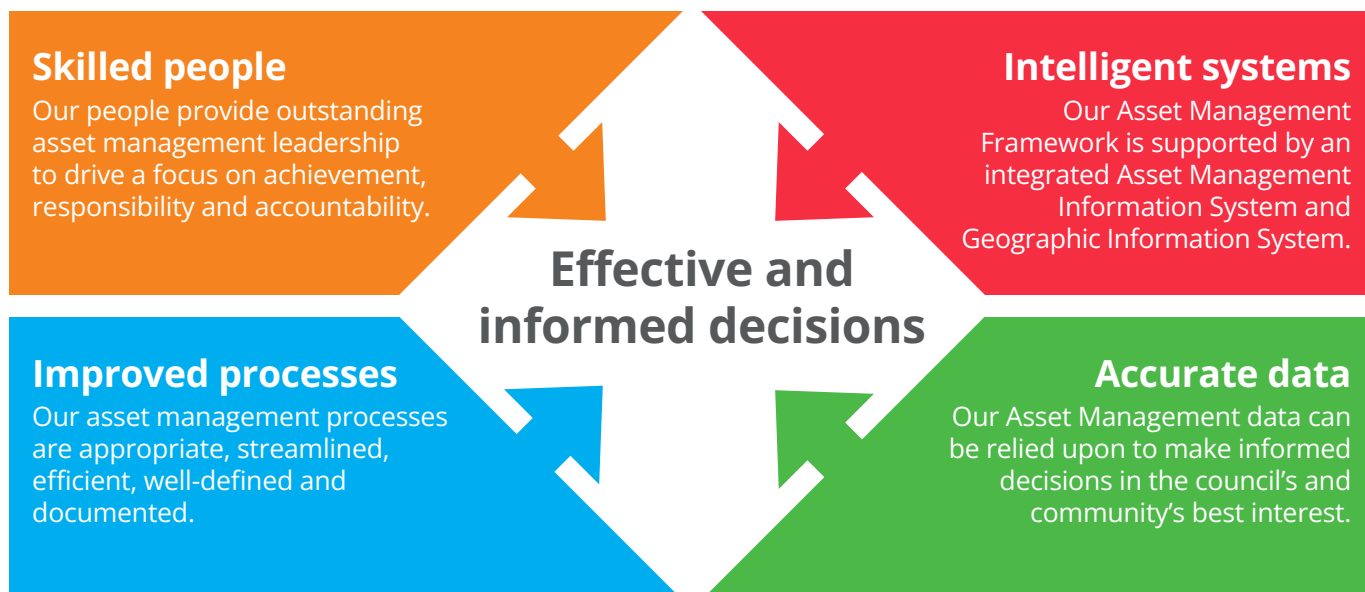 Skilled people
Our people provide outstanding
asset management leadership
to drive a focus on achievement,
responsibility and accountability.
Intelligent systems
Our Asset Management
Framework is supported by an
integrated Asset Management
Information System and
Geographic Information System.
Effective and
informed decisions
Improved processes
Our asset management processes
are appropriate, streamlined,
efficient, well-defined and
documented.
Accurate data
Our Asset Management data can
be relied upon to make informed
decisions in the council’s and
community’s best interest.